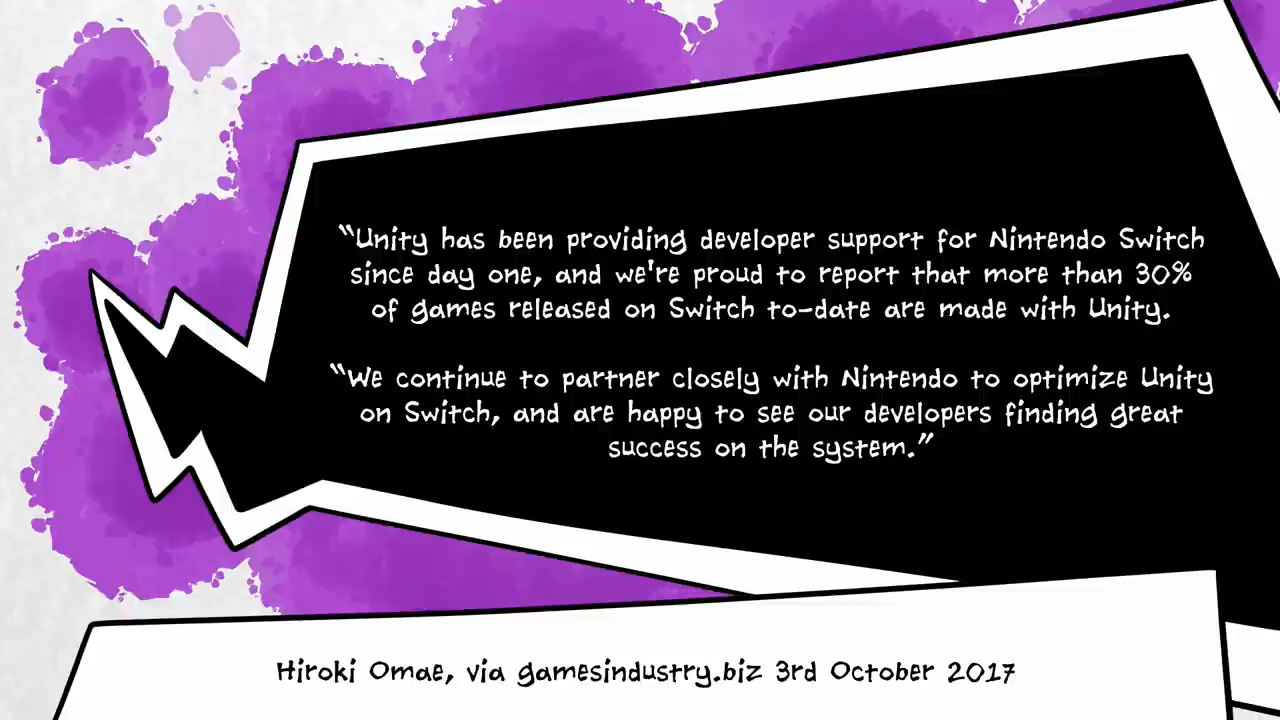 “Unity has been providing developer support for Nintendo Switch
since day one, and we're proud to report that more than 30%
of games released on Switch to-date are made with Unity.
“We continue to partner closely with Nintendo to optimize Unity
on Switch, and are happy to see our developers finding great
success on the system.”
Hiroki Omae, via gamesindustry.biz 3rd October 2017